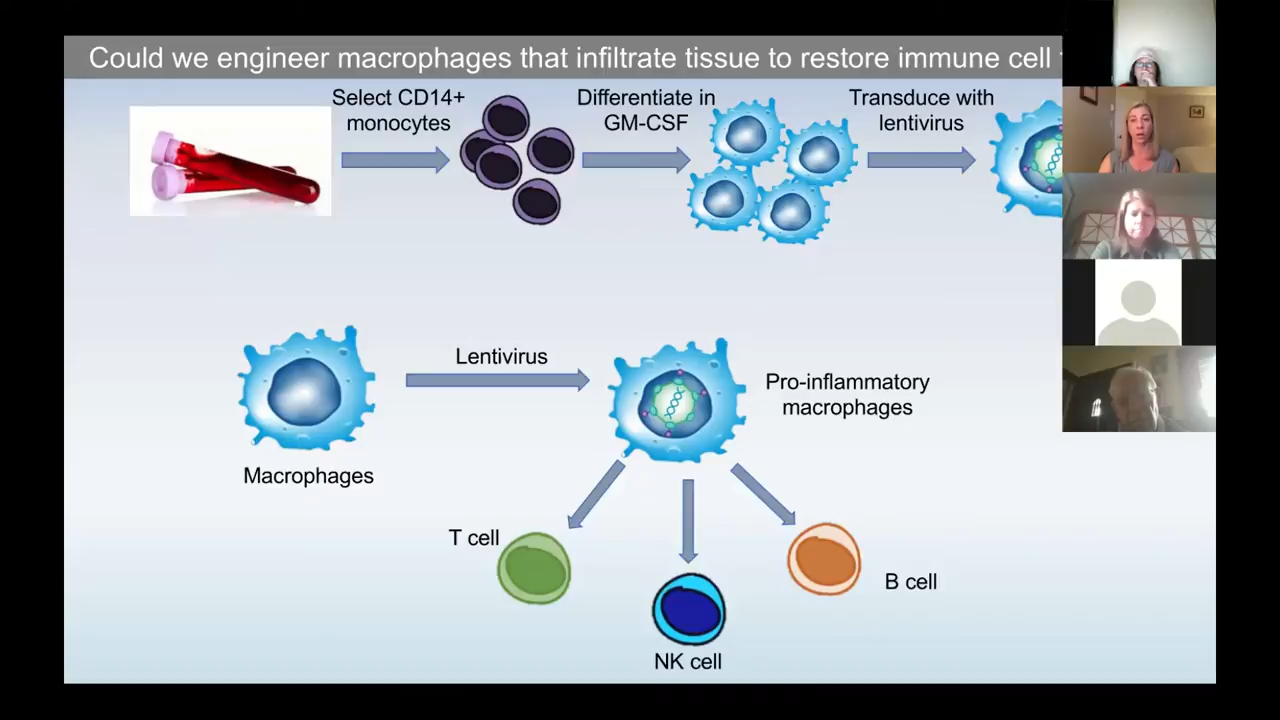 Could we engineer macrophages that infiltrate tissue to restore immune cell
Select CD14+
monocytes
Differentiate in
GM-CSF
Transduce with
lentivirus
Lentivirus
Pro-inflammatory
macrophages
Macrophages
T cell
B cell
NK cell